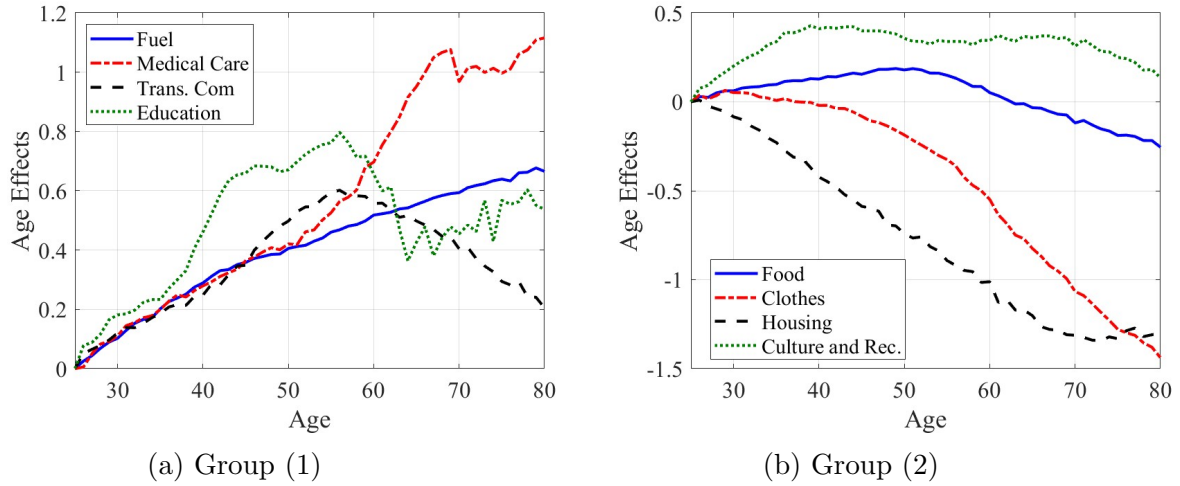 1.2
1
0.8
0.6
0.4
0.2
0
Age Effects
Fuel
Medical Care
Trans. Com
Education
30 40 50 60 70 80
Age
(a) Group (1)
0.5
0
-0.5
-1
-1.5
Age Effects
Food
Clothes
Housing
Culture and Rec.
30 40 50 60 70 80
Age
(b) Group (2)